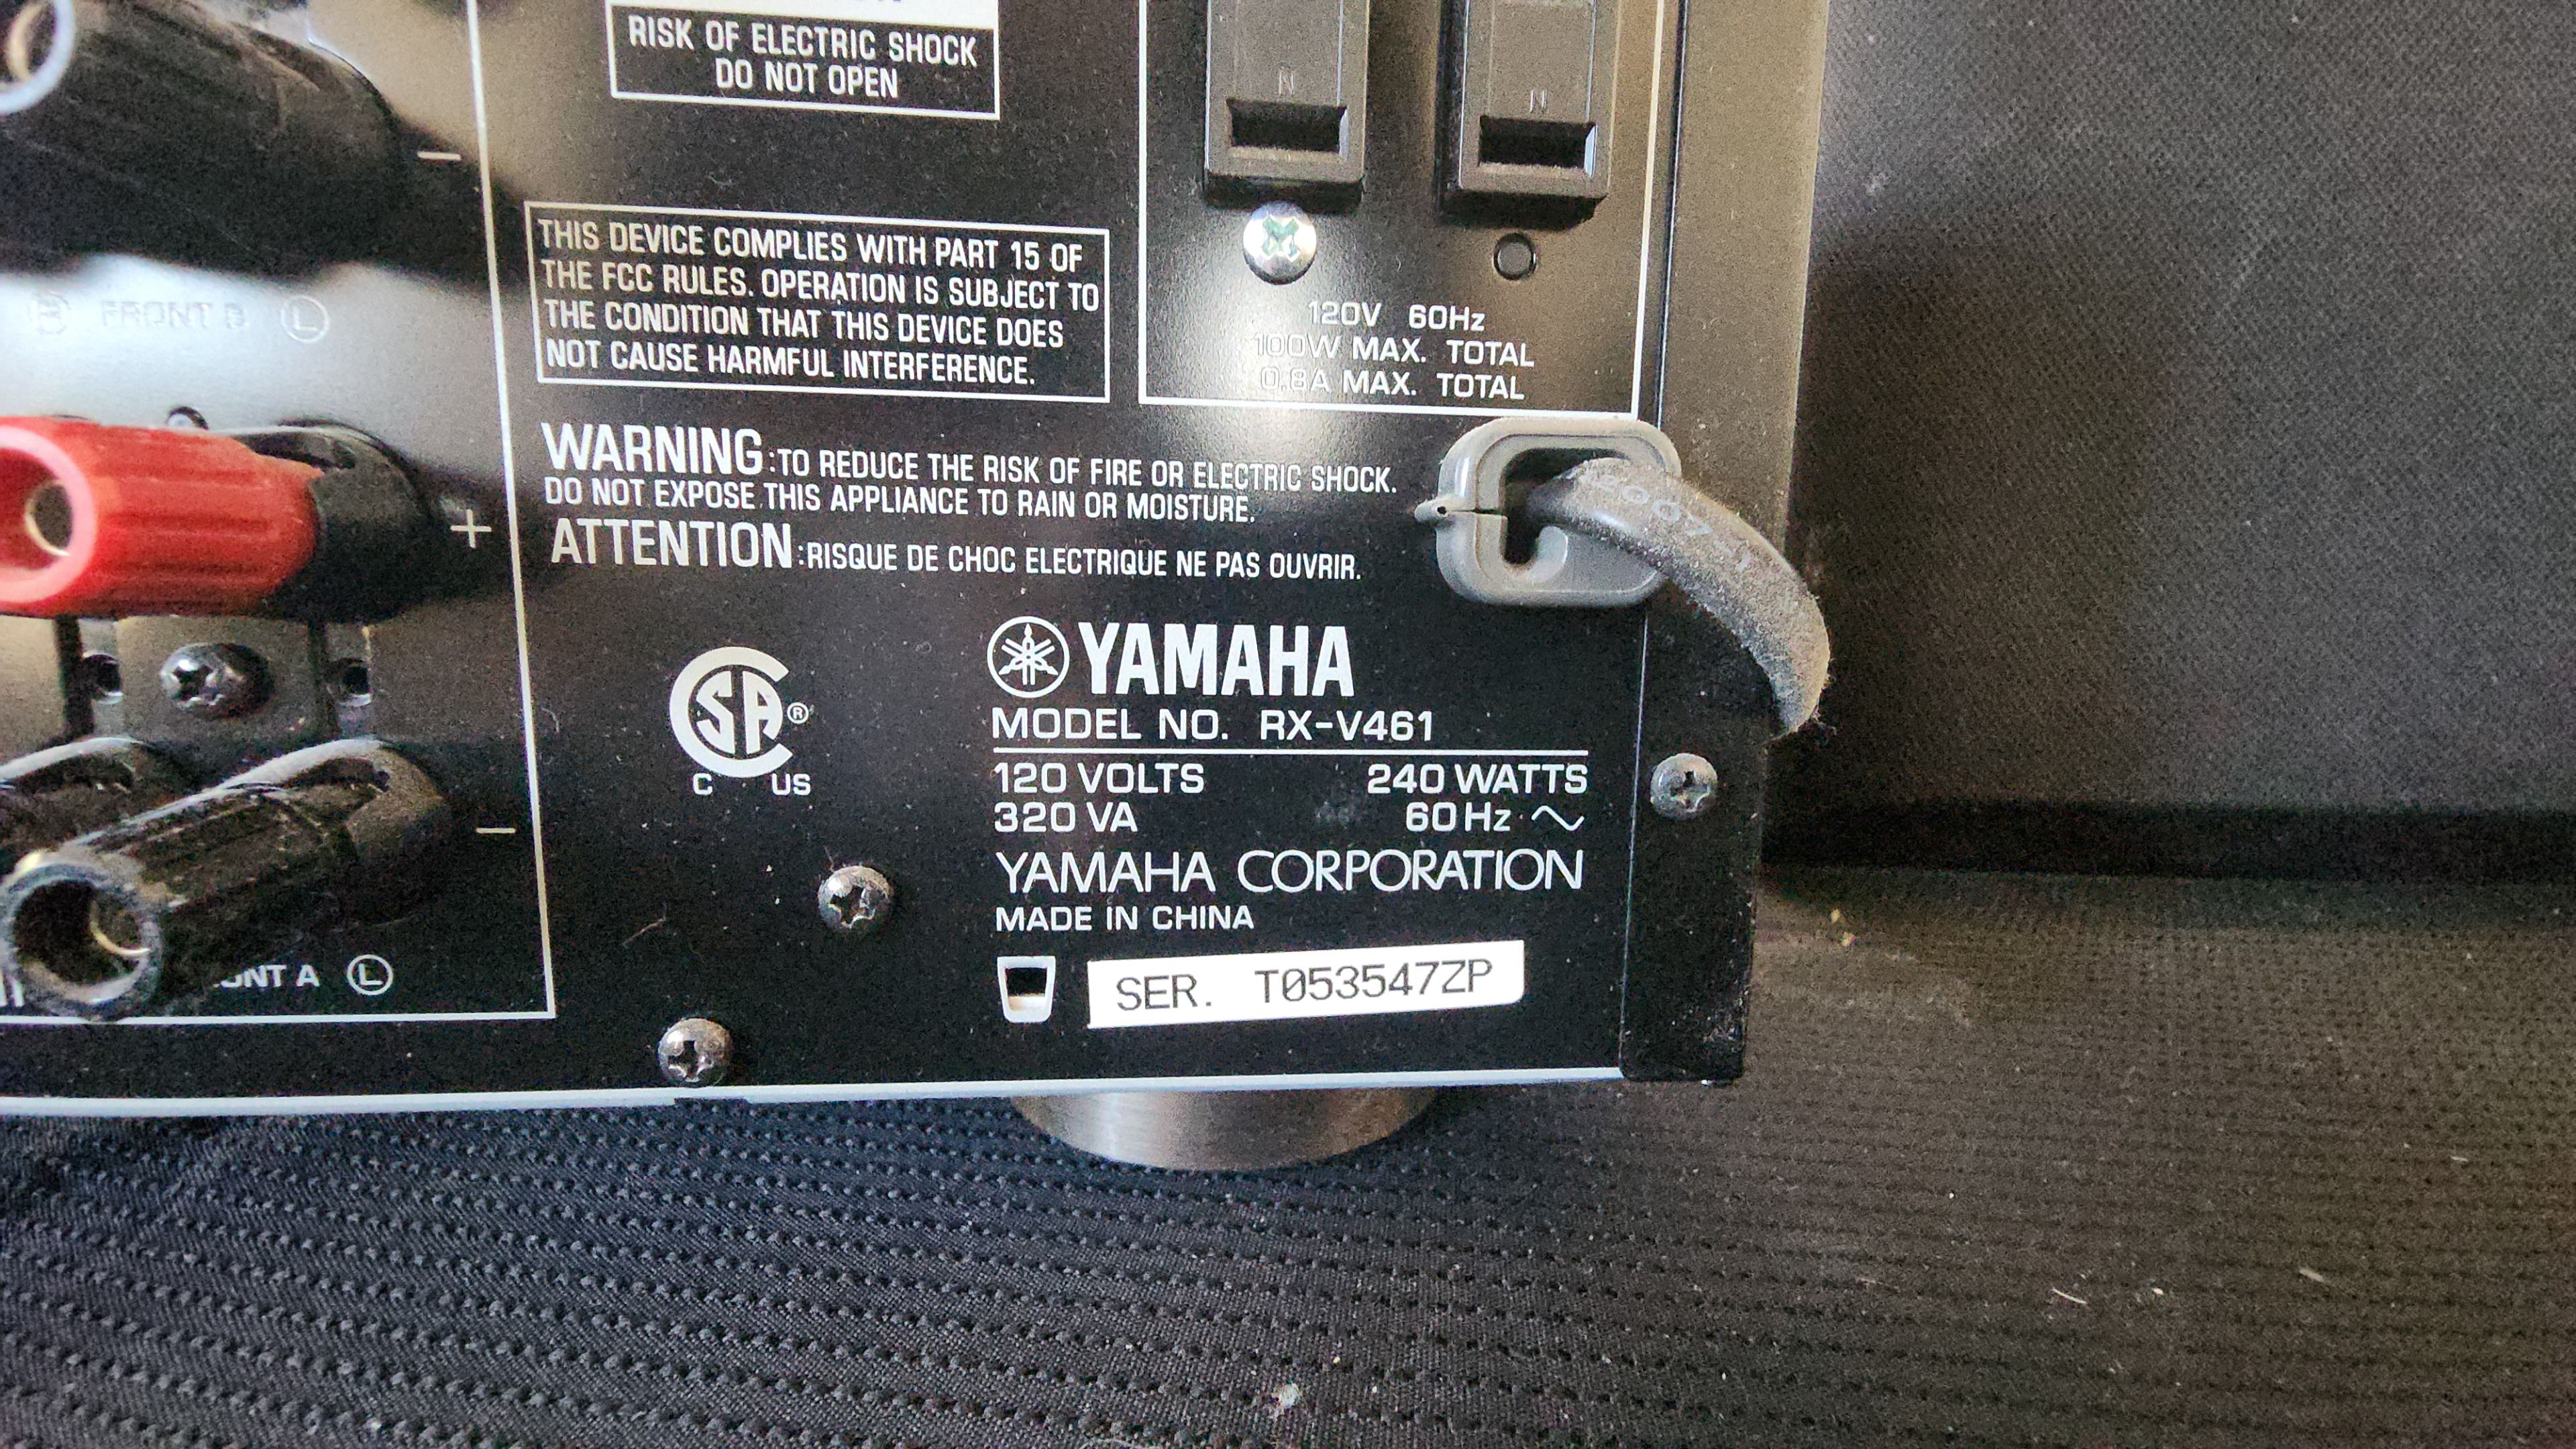 RISK OF ELECTRIC SHOCK
DO NOT OPEN
N
N
THIS DEVICE COMPLIES WITH PART 15 OF
THE FCC RULES. OPERATION IS SUBJECT TO
THE CONDITION THAT THIS DEVICE DOES
NOT CAUSE HARMFUL INTERFERENCE.
120V 60Hz
100W MAX. TOTAL
0.8A MAX. TOTAL
FRONT B L
WARNING:TO REDUCE THE RISK OF FIRE OR ELECTRIC SHOCK.
DO NOT EXPOSE THIS APPLIANCE TO RAIN OR MOISTURE.
ATTENTION:RISQUE DE CHOC ELECTRIQUE NE PAS OUVRIR.
+
CSA®
C US
YAMAHA
MODEL NO. RX-V461
120 VOLTS 240 WATTS
320 VA 60 Hz ~
YAMAHA CORPORATION
MADE IN CHINA
SER. T053547ZP
A L